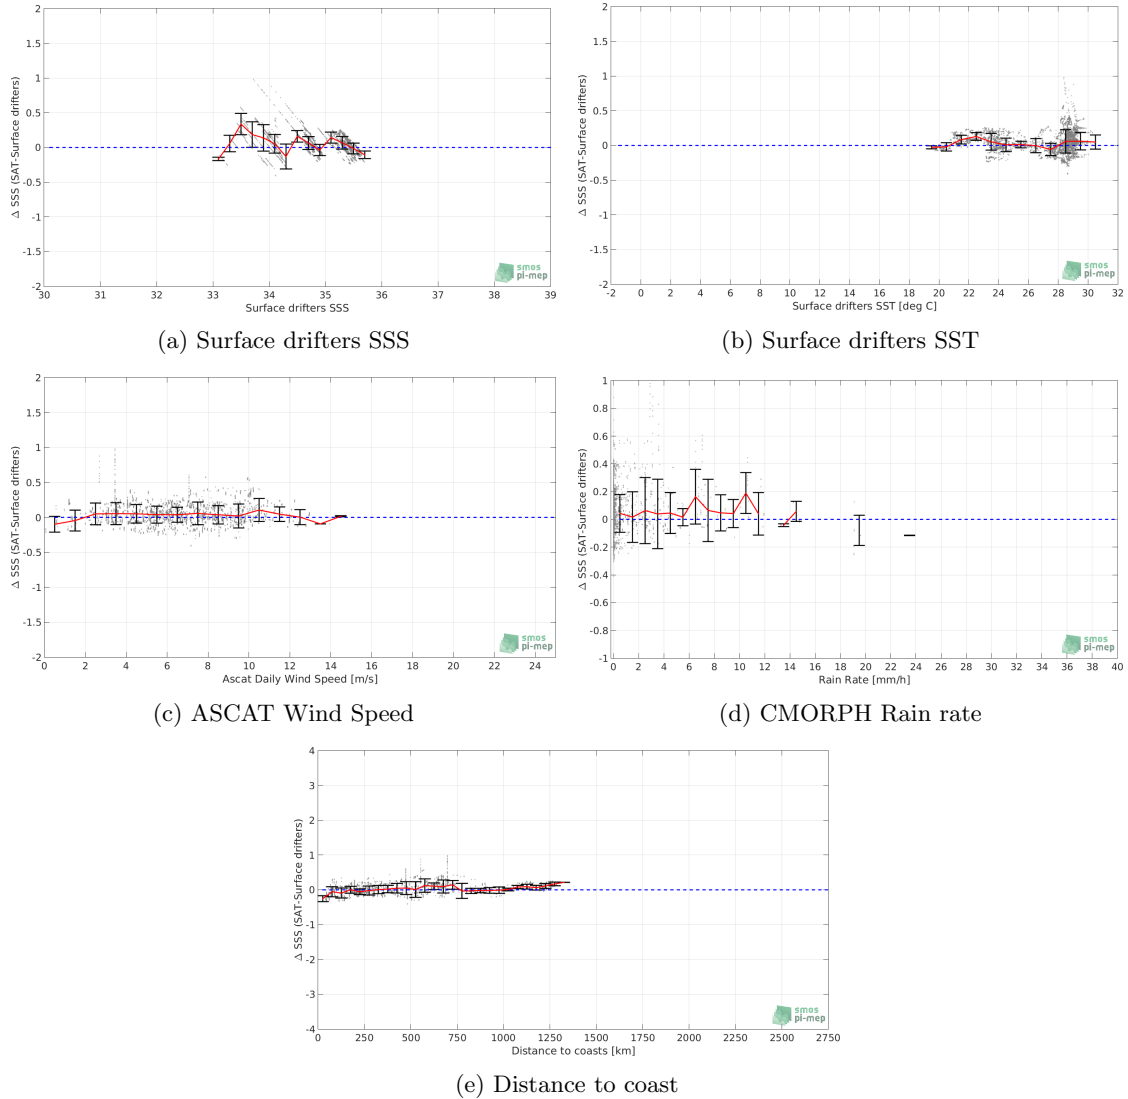 2
1.5
1
0.5
0
-0.5
-1
-1.5
-2
Δ SSS (SAT-Surface drifters)
30 31 32 33 34 35 36 37 38 39
Surface drifters SSS
smos
pi-mep
(a) Surface drifters SSS
2
1.5
1
0.5
0
-0.5
-1
-1.5
-2
Δ SSS (SAT-Surface drifters)
-2 0 2 4 6 8 10 12 14 16 18 20 22 24 26 28 30 32
Surface drifters SST [deg C]
smos
pi-mep
(b) Surface drifters SST
2
1.5
1
0.5
0
-0.5
-1
-1.5
-2
Δ SSS (SAT-Surface drifters)
0 2 4 6 8 10 12 14 16 18 20 22 24
Ascat Daily Wind Speed [m/s]
smos
pi-mep
(c) ASCAT Wind Speed
1
0.8
0.6
0.4
0.2
0
-0.2
-0.4
-0.6
-0.8
-1
Δ SSS (SAT-Surface drifters)
0 2 4 6 8 10 12 14 16 18 20 22 24 26 28 30 32 34 36 38 40
Rain Rate [mm/h]
smos
pi-mep
(d) CMORPH Rain rate
4
3
2
1
0
-1
-2
-3
-4
Δ SSS (SAT-Surface drifters)
0 250 500 750 1000 1250 1500 1750 2000 2250 2500 2750
Distance to coasts [km]
smos
pi-mep
(e) Distance to coast